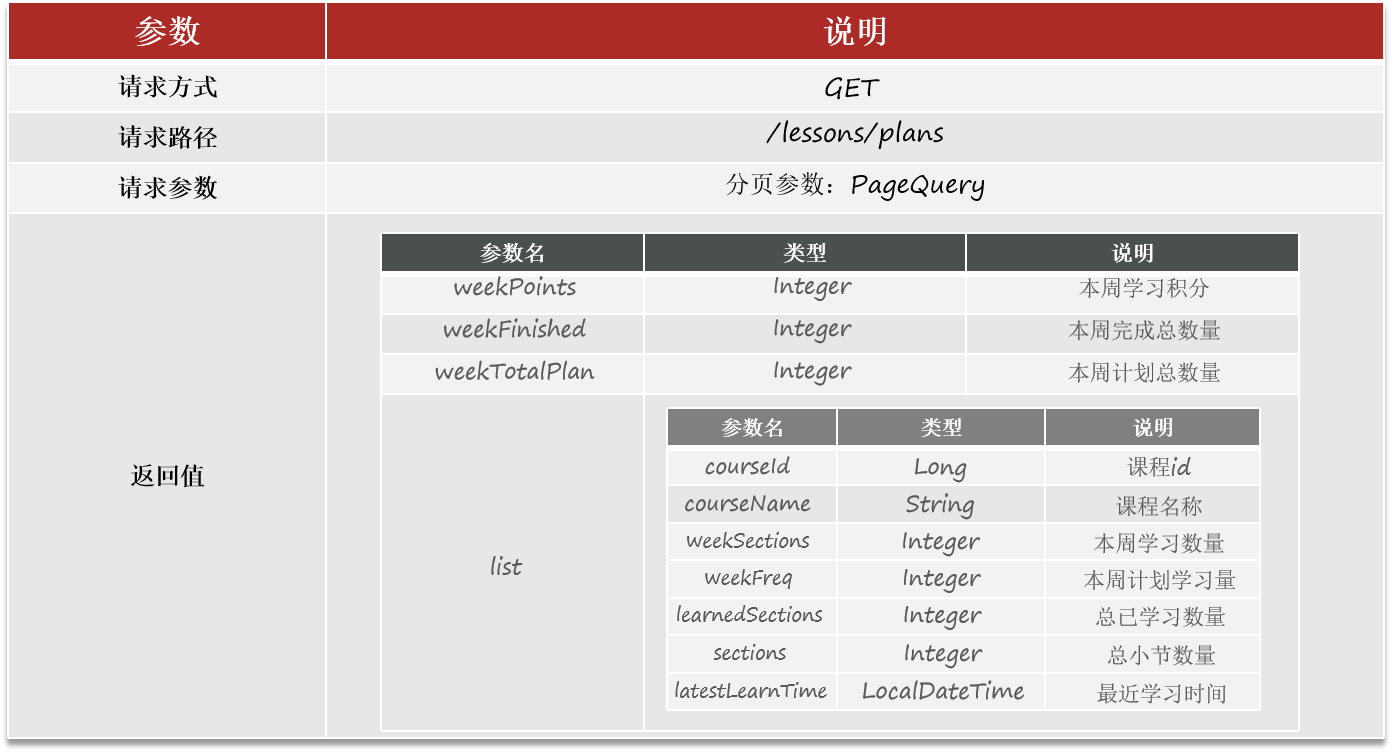 参数 说明
请求方式 GET
请求路径 /lessons/plans
请求参数 分页参数：PageQuery
返回值
参数名 类型 说明
weekPoints Integer 本周学习积分
weekFinished Integer 本周完成总数量
weekTotalPlan Integer 本周计划总数量
list
参数名 类型 说明
courseId Long 课程id
courseName String 课程名称
weekSections Integer 本周学习数量
weekFreq Integer 本周计划学习量
learnedSections Integer 总已学习数量
sections Integer 总小节数量
latestLearnTime LocalDateTime 最近学习时间